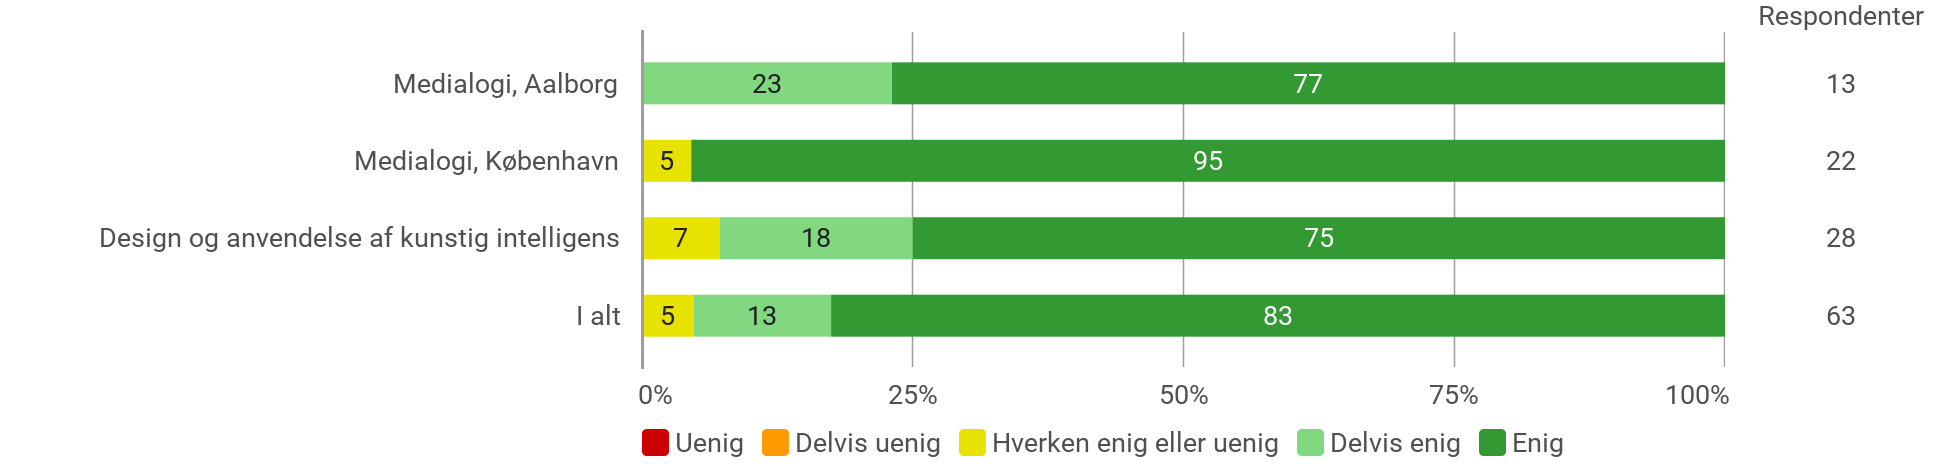 Respondenter
Medialogi, Aalborg 23 77 13
Medialogi, København 5 95 22
Design og anvendelse af kunstig intelligens 7 18 75 28
I alt 5 13 83 63
0% 25% 50% 75% 100%
Uenig Delvis uenig Hverken enig eller uenig Delvis enig Enig